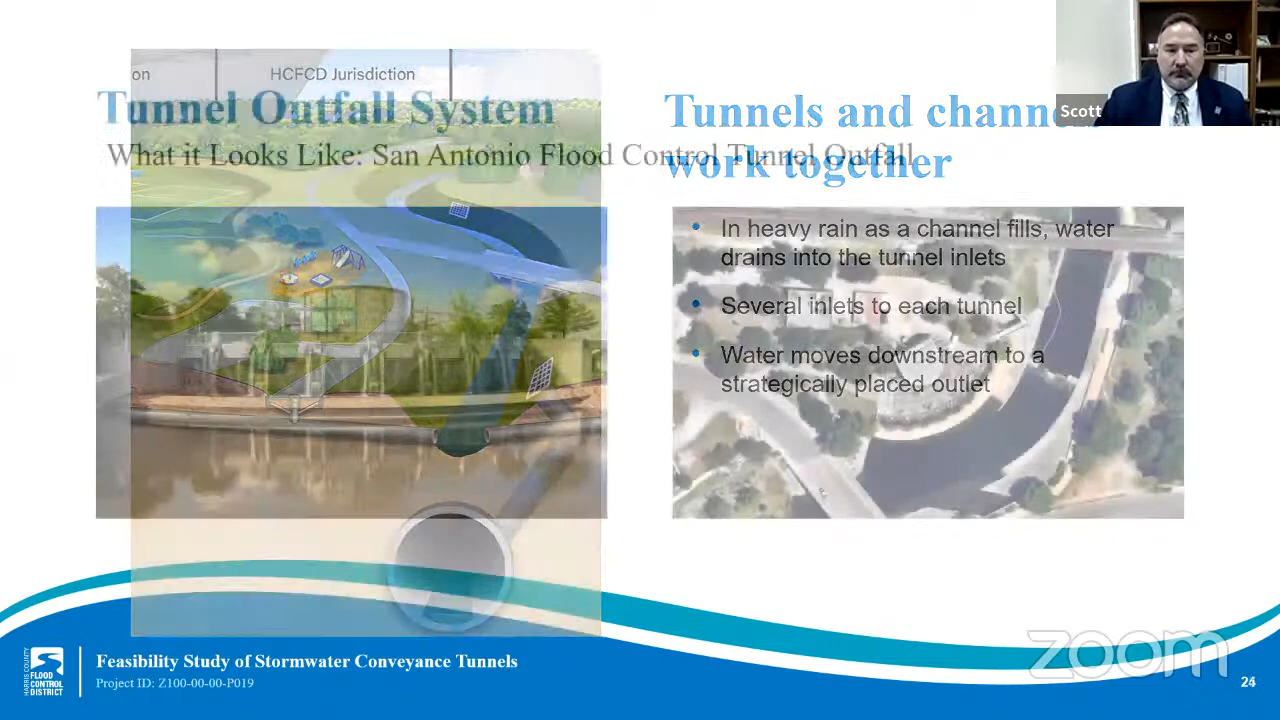 on
HCFCD Jurisdiction
Tunnel Outfall System
What it Looks Like: San Antonio Flood Control Tunnel Outfall
Tunnels and channe
work together
Scott
• In heavy rain as a channel fills, water
drains into the tunnel inlets
• Several inlets to each tunnel
• Water moves downstream to a
strategically placed outlet
HARRIS COUNTY
FLOOD
CONTROL
DISTRICT
Feasibility Study of Stormwater Conveyance Tunnels
Project ID: Z100-00-00-P019
zoom